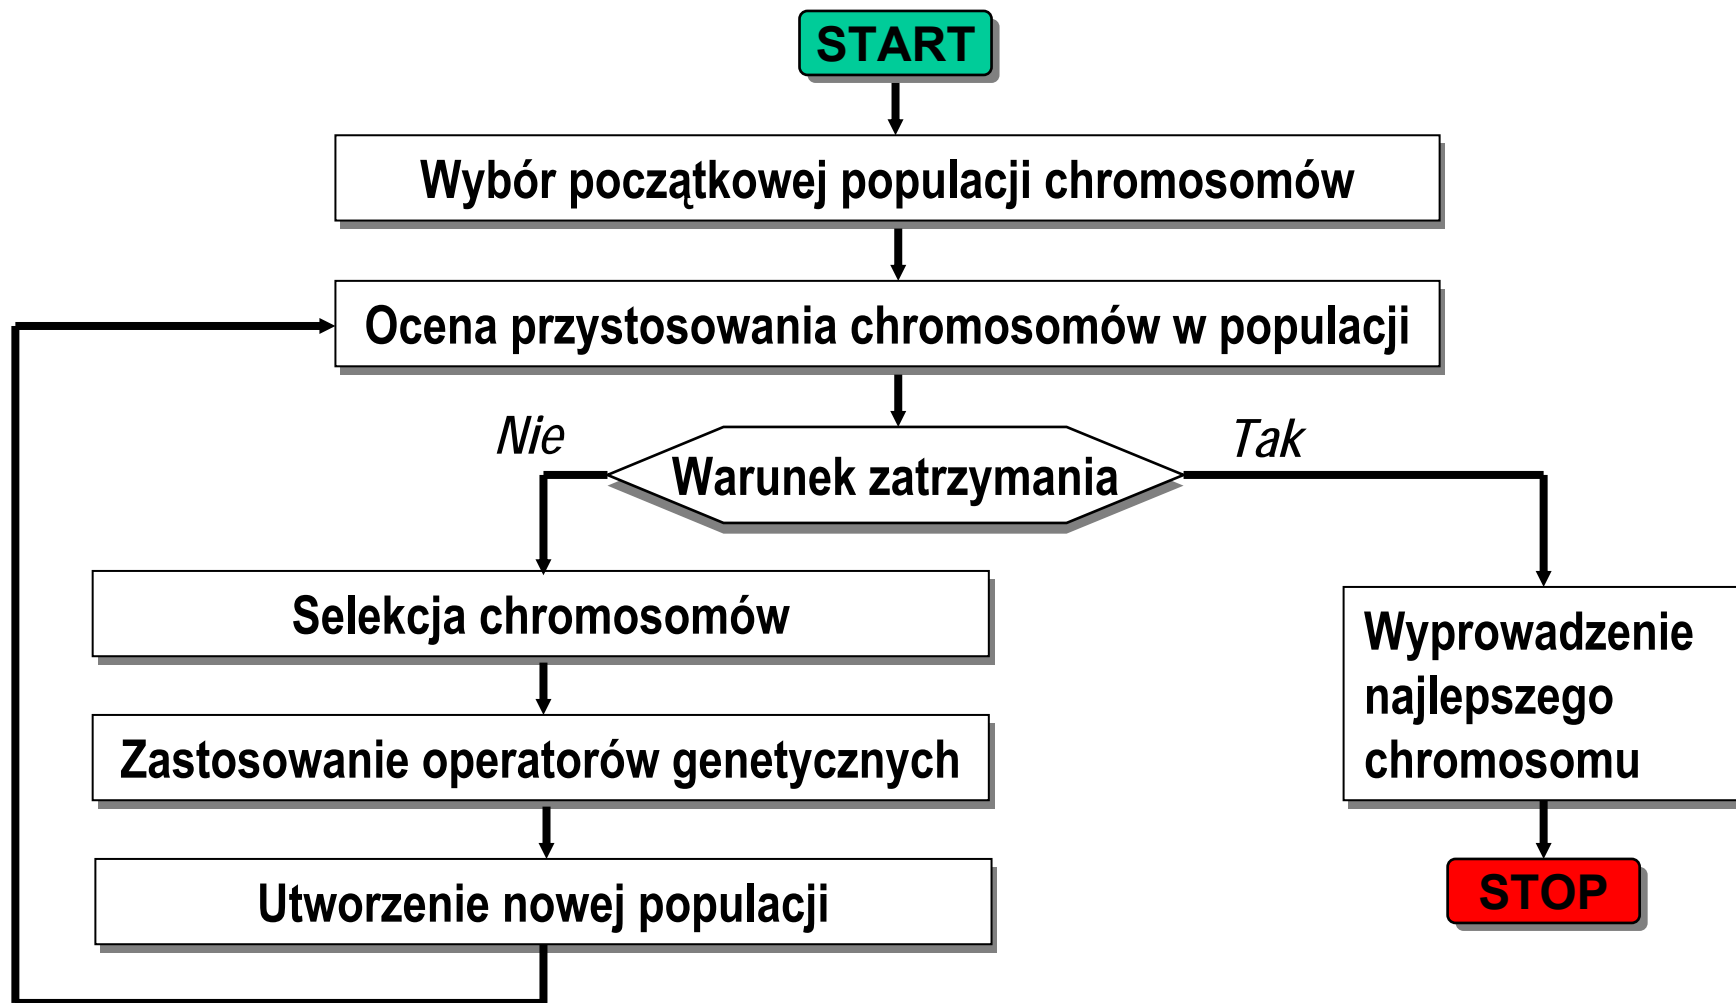 START
Wybór początkowej populacji chromosomów
Ocena przystosowania chromosomów w populacji
Nie
Tak
Warunek zatrzymania
Selekcja chromosomów
Zastosowanie operatorów genetycznych
Utworzenie nowej populacji
Wyprowadzenie
najlepszego
chromosomu
STOP